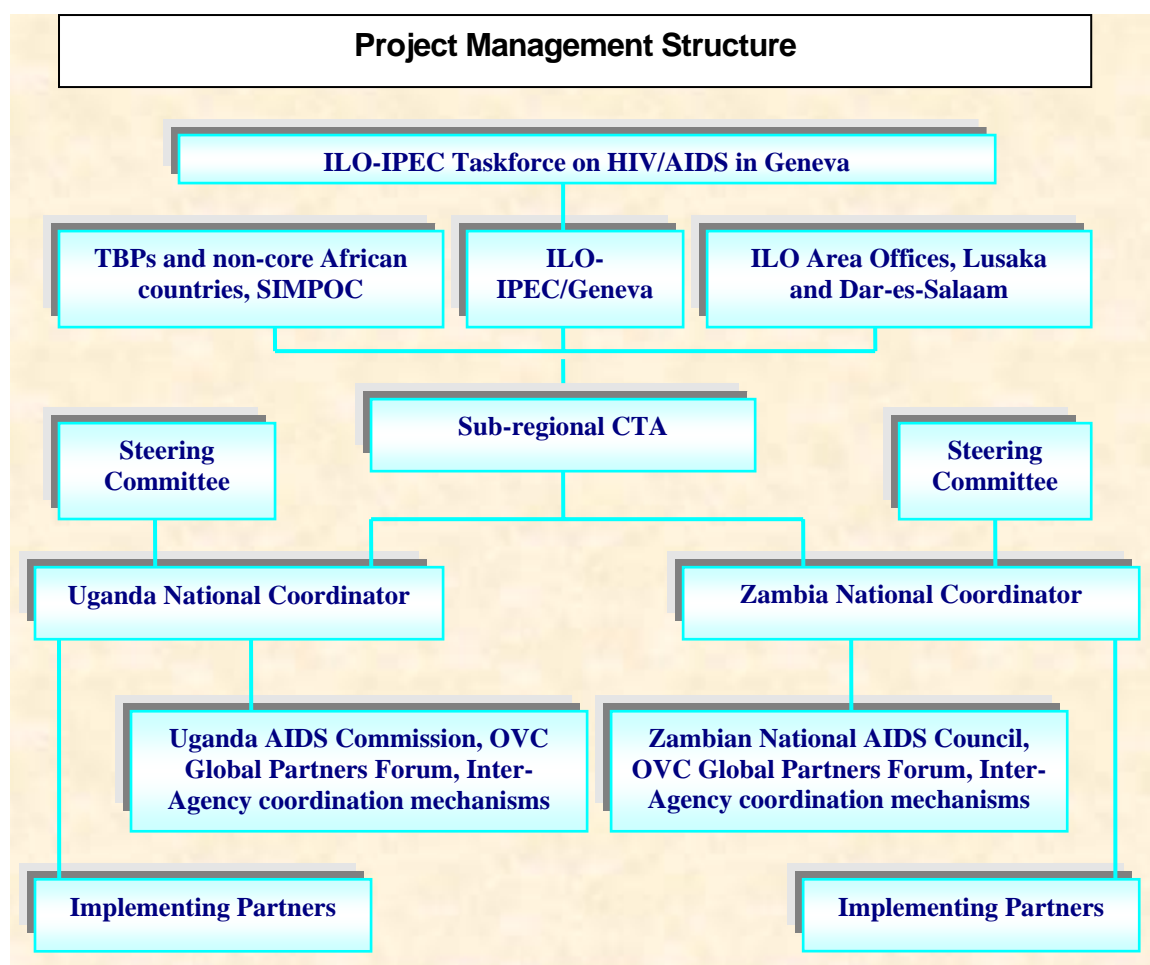 Project Management Structure
ILO-IPEC Taskforce on HIV/AIDS in Geneva
TBPs and non-core African
countries, SIMPOC
ILO-
IPEC/Geneva
ILO Area Offices, Lusaka
and Dar-es-Salaam
Sub-regional CTA
Steering
Committee
Steering
Committee
Uganda National Coordinator
Zambia National Coordinator
Uganda AIDS Commission, OVC
Global Partners Forum, Inter-
Agency coordination mechanisms
Zambian National AIDS Council,
OVC Global Partners Forum, Inter-
Agency coordination mechanisms
Implementing Partners
Implementing Partners